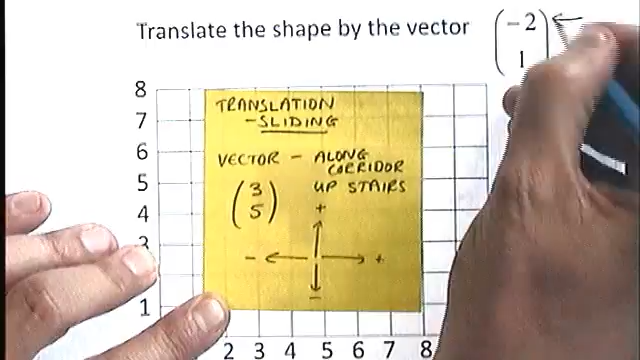 Translate the shape by the vector (-2
1
8
TRANSLATION
7
- SLIDING
6
VECTOR - ALONG
CORRIDOR
5
(3 UP STAIRS
4
5) +
3
- +
-
1
2 3 4 5 6 7 8